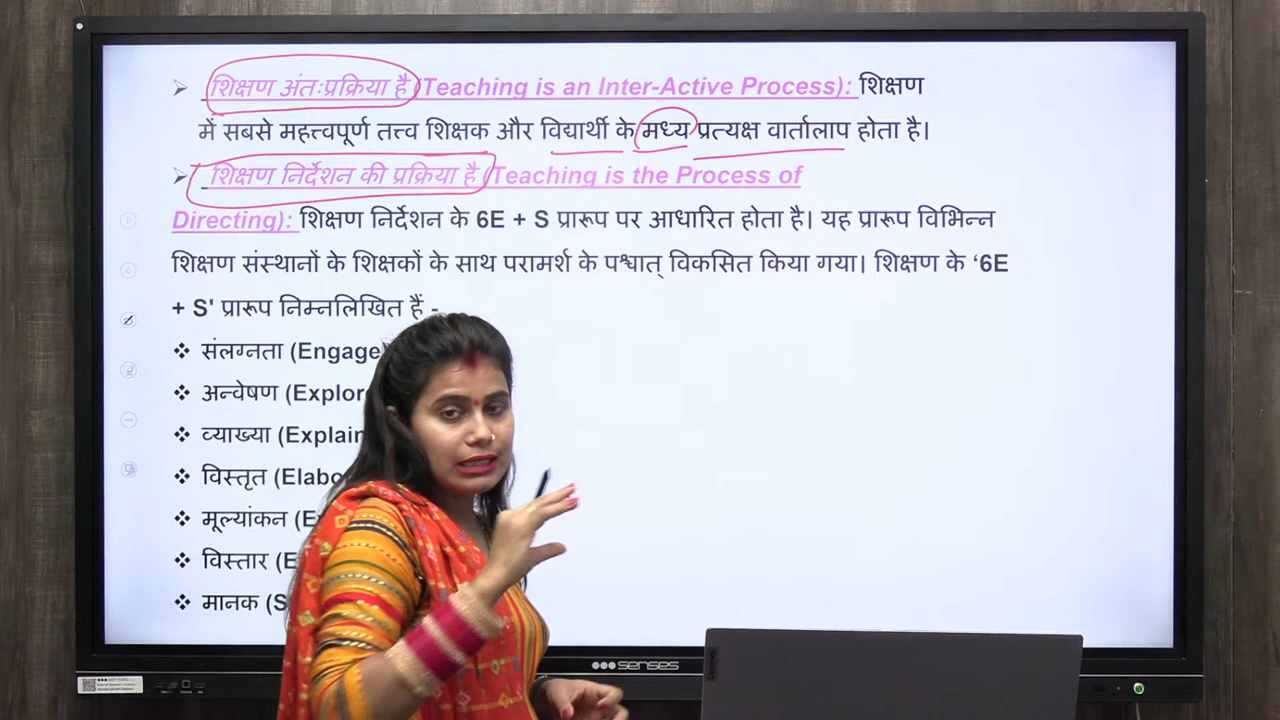 ➢ शिक्षण अंतःप्रक्रिया है (Teaching is an Inter-Active Process): शिक्षण
में सबसे महत्त्वपूर्ण तत्त्व शिक्षक और विद्यार्थी के मध्य प्रत्यक्ष वार्तालाप होता है।
➢ शिक्षण निर्देशन की प्रक्रिया है (Teaching is the Process of
Directing): शिक्षण निर्देशन के 6E + S प्रारूप पर आधारित होता है। यह प्रारूप विभिन्न
शिक्षण संस्थानों के शिक्षकों के साथ परामर्श के पश्चात् विकसित किया गया। शिक्षण के ‘6E
+ S' प्रारूप निम्नलिखित हैं -
❖ संलग्नता (Engage)
❖ अन्वेषण (Explor
❖ व्याख्या (Explain
❖ विस्तृत (Elabo
❖ मूल्यांकन (E
❖ विस्तार (E
❖ मानक (S
senses
Lenovo